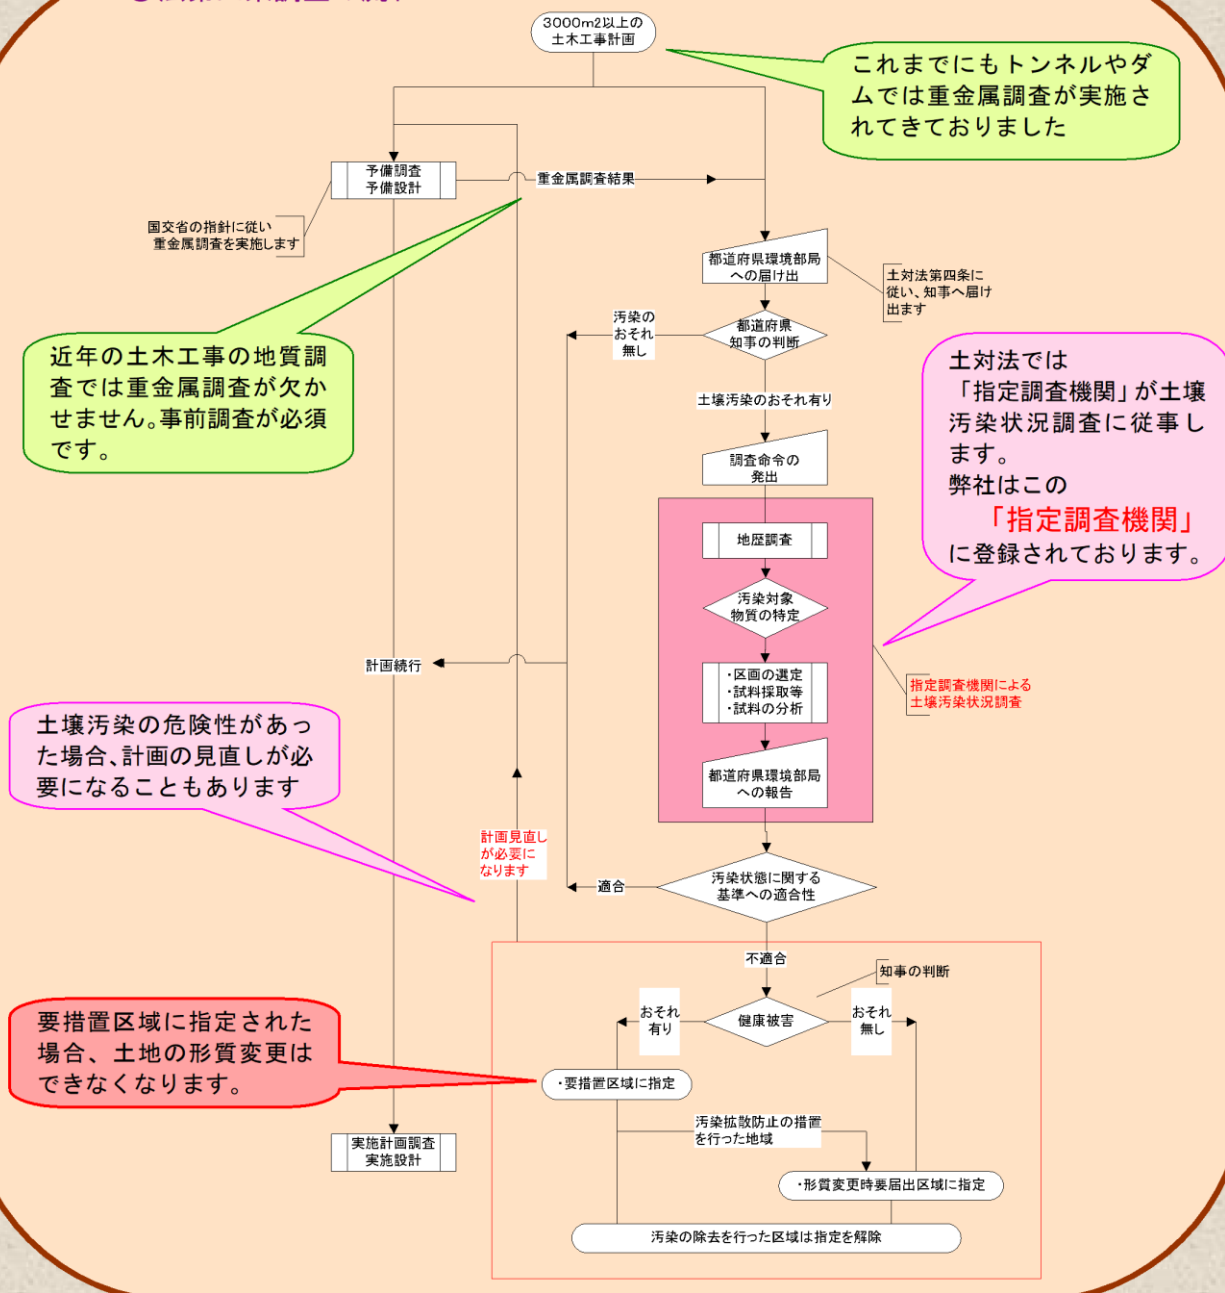 3000m2以上の
土木工事計画
これまでにもトンネルやダ
ムでは重金属調査が実施さ
れてきておりました
予備調査
予備設計
重金属調査結果
国交省の指針に従い
重金属調査を実施します
都道府県環境部局
への届け出
土対法第四条に
従い、知事へ届け
出ます
汚染の
おそれ
無し
都道府県
知事の判断
近年の土木工事の地質調
査では重金属調査が欠か
せません。事前調査が必須
です。
土対法では
「指定調査機関」が土壌
汚染状況調査に従事し
ます。
弊社はこの
「指定調査機関」
に登録されております。
土壌汚染のおそれ有り
調査命令の
発出
地歴調査
汚染対象
物質の特定
計画続行
・区画の選定
・試料採取等
・試料の分析
指定調査機関による
土壌汚染状況調査
土壌汚染の危険性があっ
た場合、計画の見直しが必
要になることもあります
都道府県環境部局
への報告
計画見直し
が必要に
なります
適合
汚染状態に関する
基準への適合性
不適合
知事の判断
おそれ
有り
健康被害
おそれ
無し
要措置区域に指定された
場合、土地の形質変更は
できなくなります。
・要措置区域に指定
汚染拡散防止の措置
を行った地域
実施計画調査
実施設計
・形質変更時要届出区域に指定
汚染の除去を行った区域は指定を解除